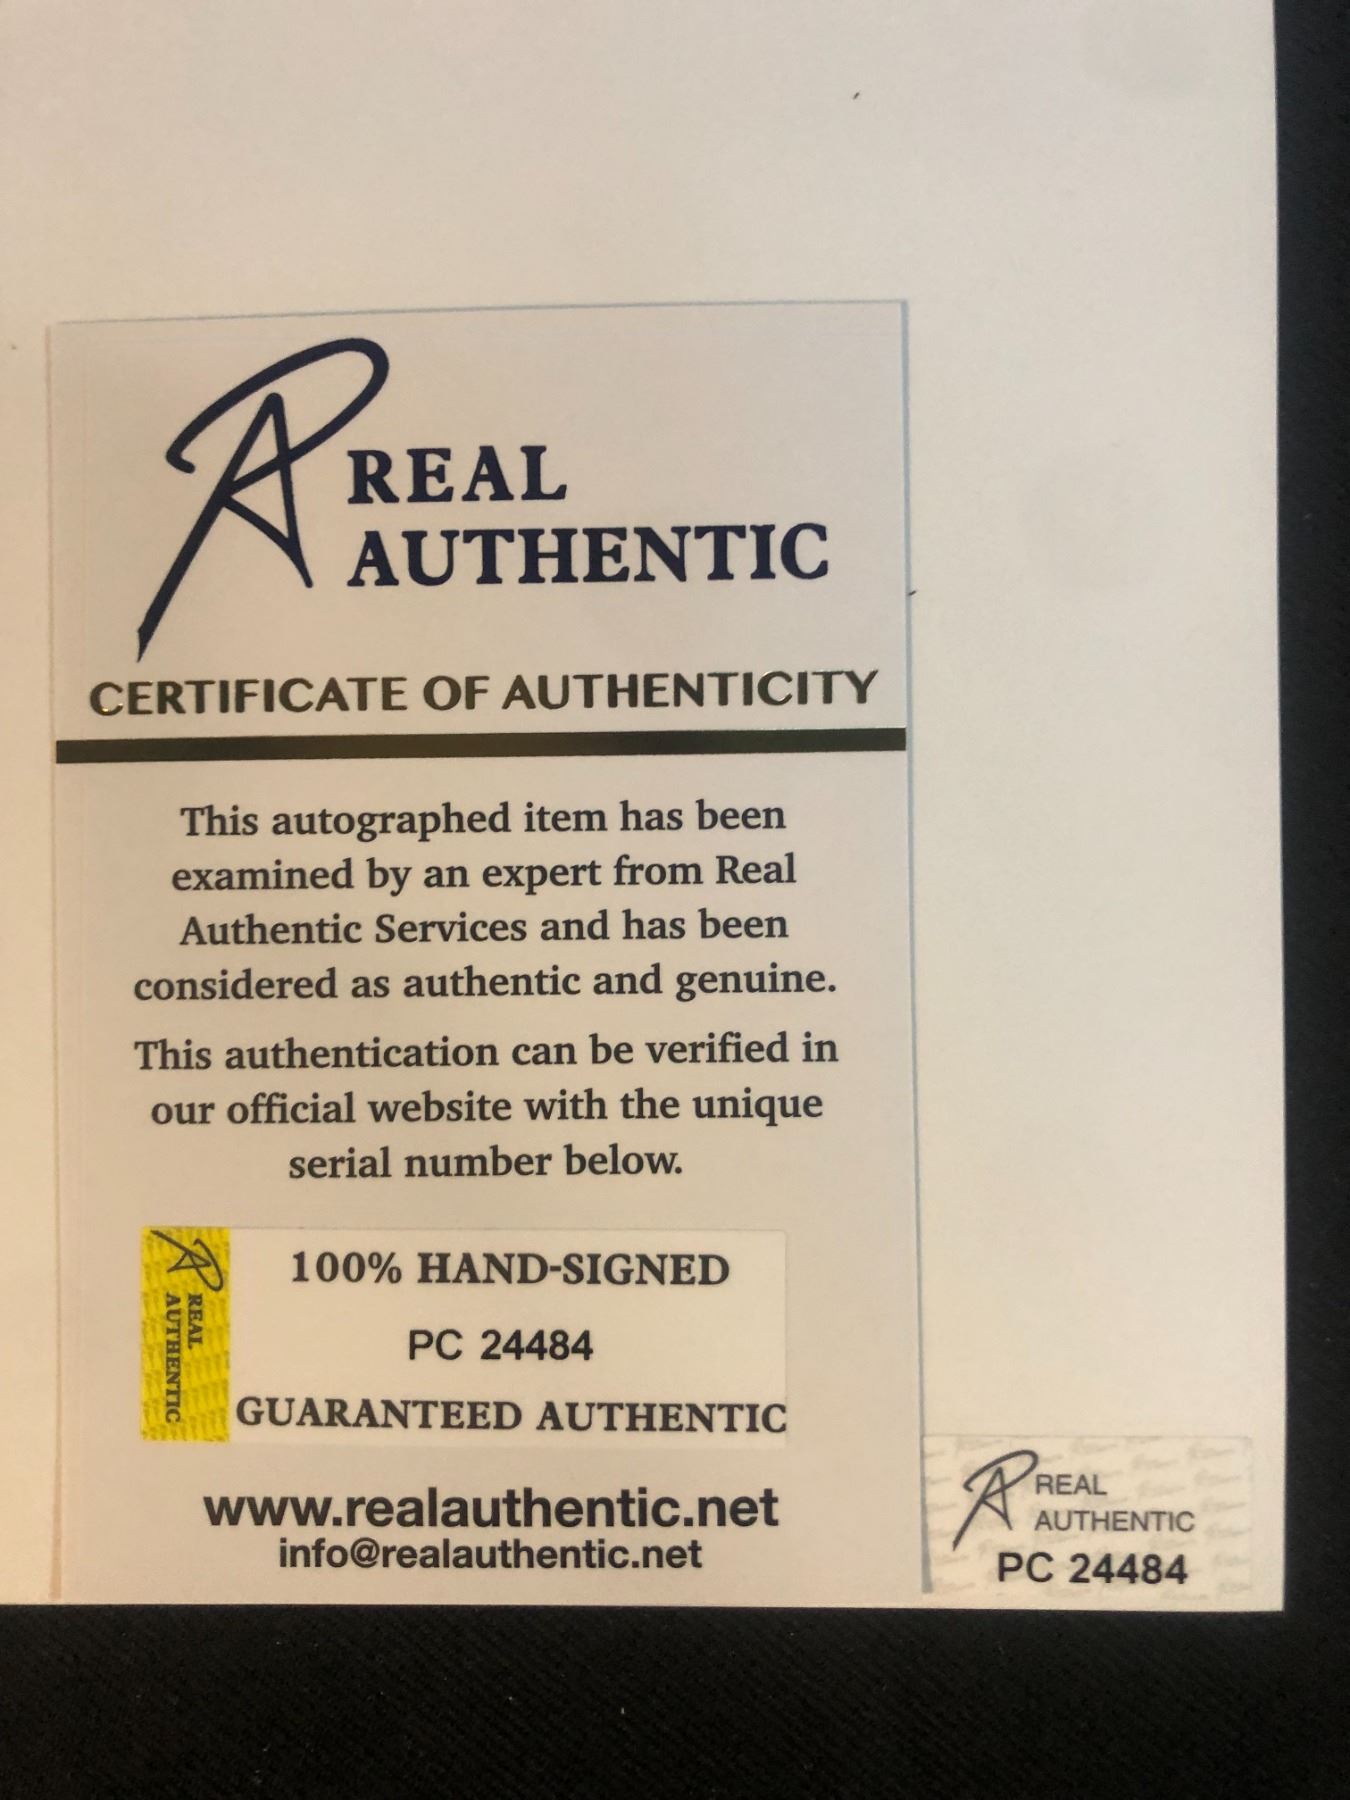 REAL
AUTHENTIC
CERTIFICATE OF AUTHENTICITY
This autographed item has been
examined by an expert from Real
Authentic Services and has been
considered as authentic and genuine.
This authentication can be verified in
our official website with the unique
serial number below.
REAL
AUTHENTIC
100% HAND-SIGNED
PC 24484
GUARANTEED AUTHENTIC
www.realauthentic.net
info@realauthentic.net
REAL
AUTHENTIC
PC 24484